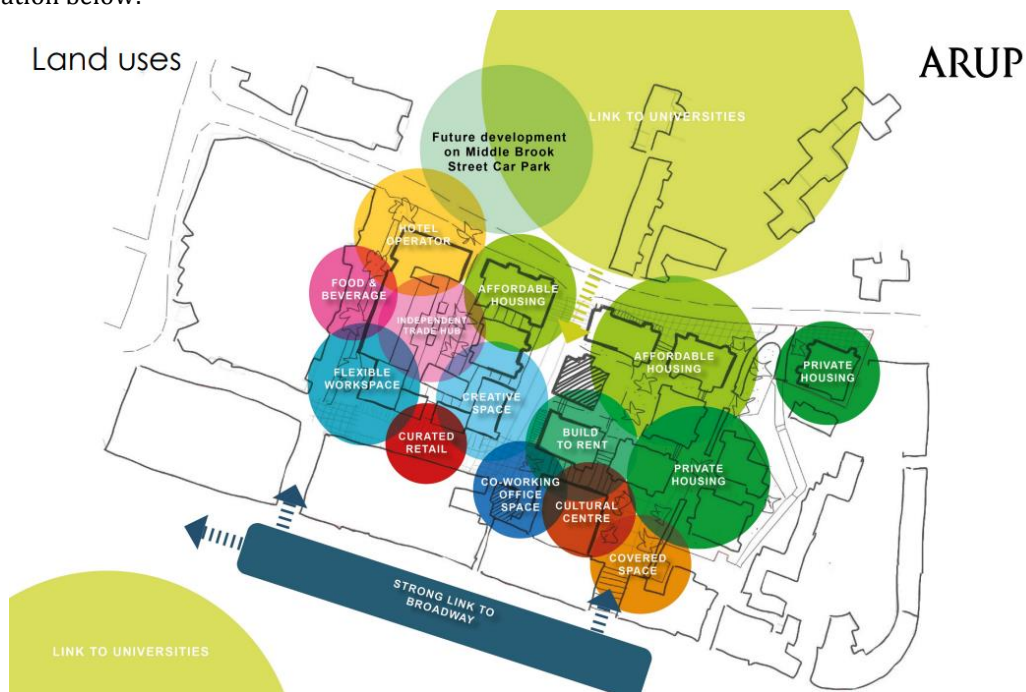 ation below:
Land uses
ARUP
LINK TO UNIVERSITIES
Future development
on Middle Brook
Street Car Park
HOTEL
OPERATOR
FOOD &
BEVERAGE
AFFORDABLE
HOUSING
INDEPENDENT
TRADE HUB
AFFORDABLE
HOUSING
PRIVATE
HOUSING
FLEXIBLE
WORKSPACE
CREATIVE
SPACE
CURATED
RETAIL
BUILD
TO RENT
PRIVATE
HOUSING
CO-WORKING
OFFICE
SPACE
CULTURAL
CENTRE
COVERED
SPACE
STRONG LINK TO
BROADWAY
LINK TO UNIVERSITIES